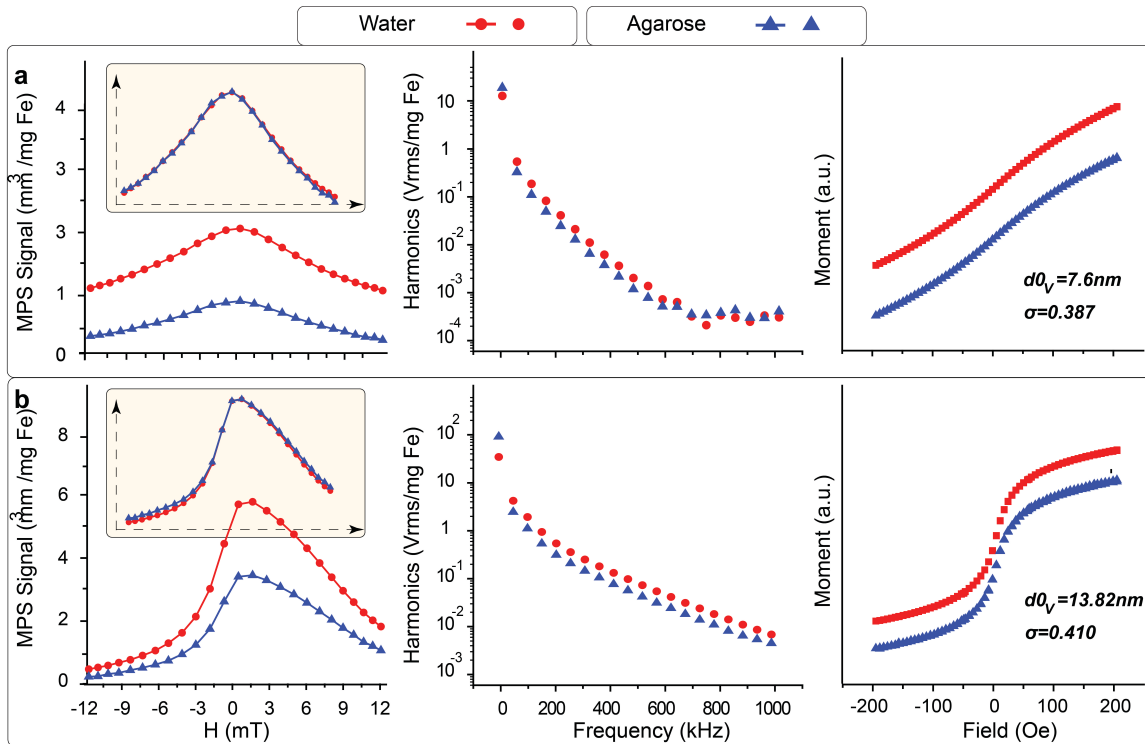 Water
Agarose
a
MPS Signal (mm³ /mg Fe)
4
3
3
1
0
Harmonics (Vrms/mg Fe)
10
1
10⁻¹
10⁻²
10⁻³
10⁻⁴
Moment (a.u.)
d0V=7.6nm
σ=0.387
b
MPS Signal (mm³ /mg Fe)
8
6
4
2
0
-12 -9 -6 -3 0 3 6 9 12
H (mT)
Harmonics (Vrms/mg Fe)
10²
10
1
10⁻¹
10⁻²
10⁻³
0 200 400 600 800 1000
Frequency (kHz)
Moment (a.u.)
d0V=13.82nm
σ=0.410
-200 -100 0 100 200
Field (Oe)